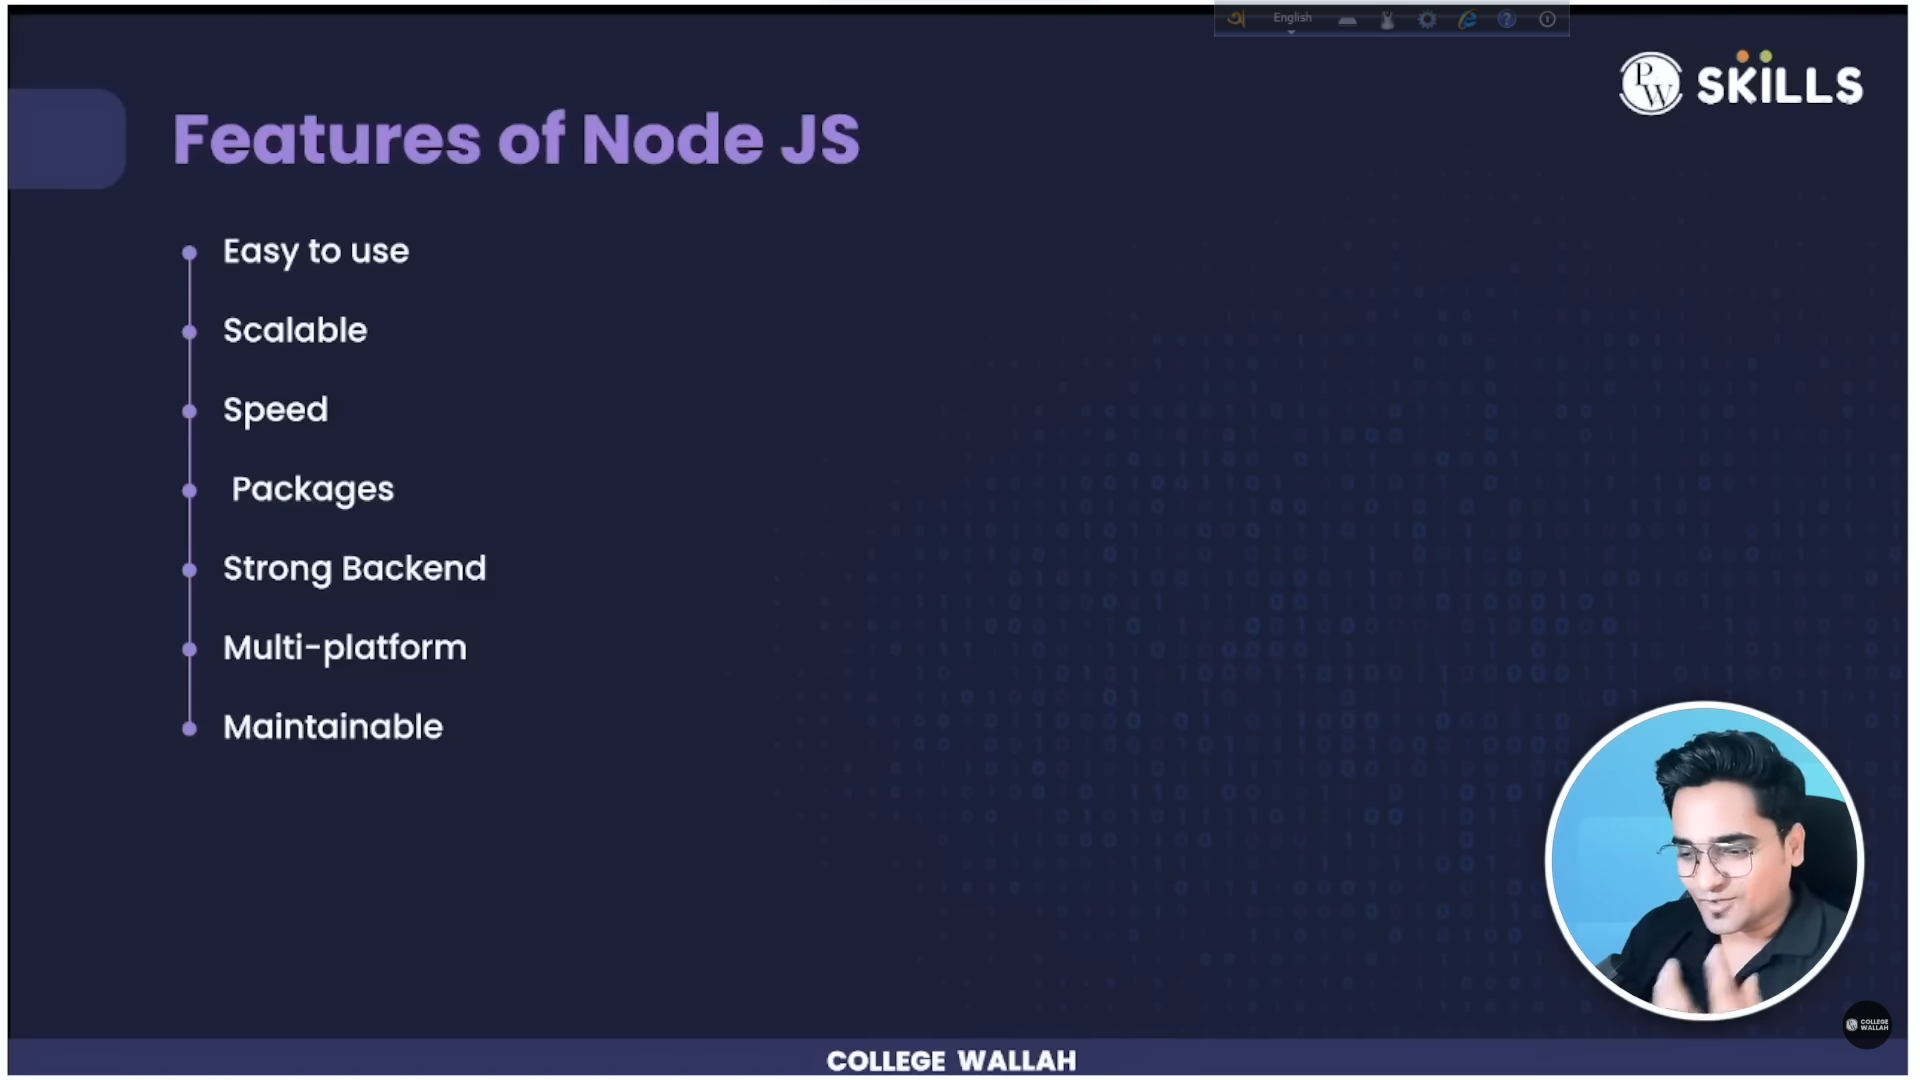 English
PW SKILLS
Features of Node JS
Easy to use
Scalable
Speed
Packages
Strong Backend
Multi-platform
Maintainable
COLLEGE WALLAH
COLLEGE WALLAH